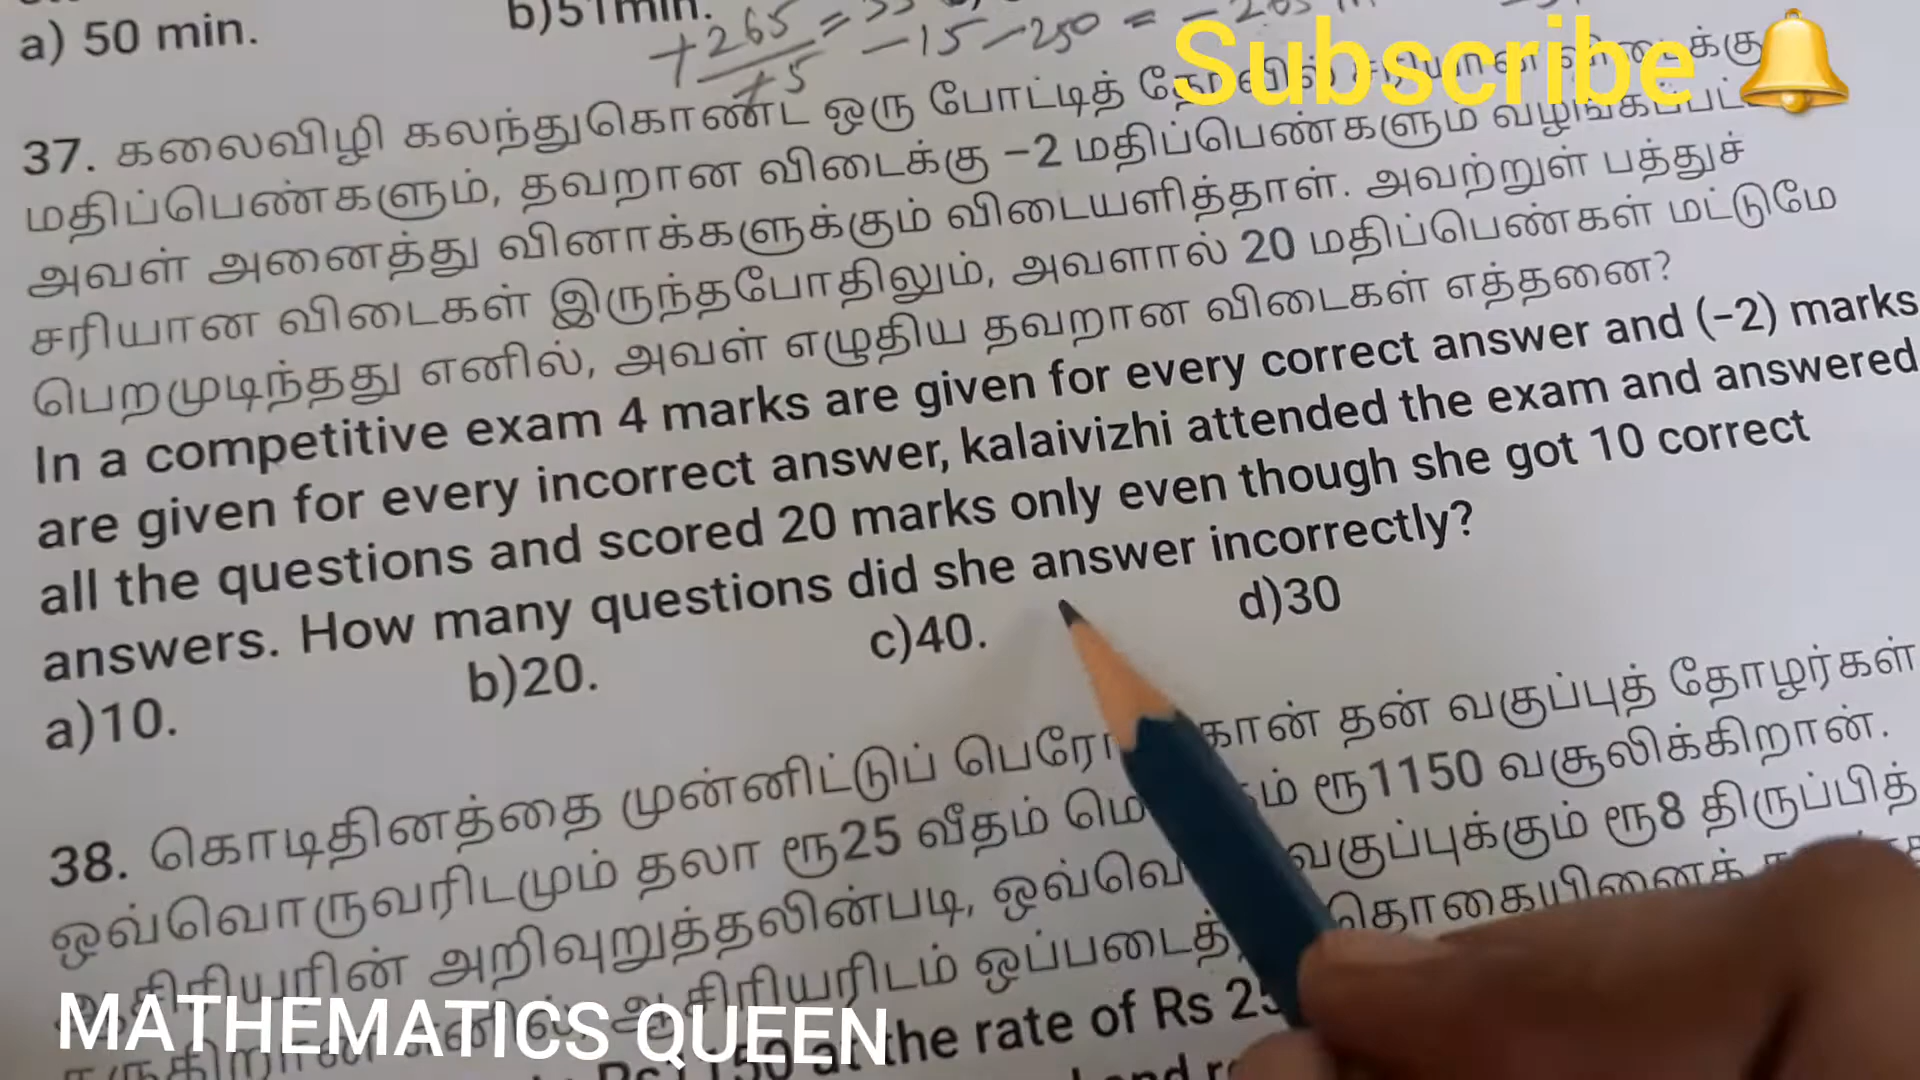 a) 50 min.
b)51min.
+265
+5
-15-250 =
Subscribe
37. கலைவிழி கலந்துகொண்ட ஒரு போட்டித்
மதிப்பெண்களும், தவறான விடைக்கு -2 மதிப்பெண்களும்
அவள் அனைத்து வினாக்களுக்கும் விடையளித்தாள். அவற்றுள் பத்துச்
சரியான விடைகள் இருந்தபோதிலும், அவளால் 20 மதிப்பெண்கள் மட்டுமே
பெறமுடிந்தது எனில், அவள் எழுதிய தவறான விடைகள் எத்தனை?
In a competitive exam 4 marks are given for every correct answer and (-2) marks
are given for every incorrect answer, kalaivizhi attended the exam and answered
all the questions and scored 20 marks only even though she got 10 correct
answers. How many questions did she answer incorrectly?
a)10. b)20. c)40. d)30
38. கொடிதினத்தை முன்னிட்டுப் தன் வகுப்புத் தோழர்கள்
ஒவ்வொருவரிடமும் தலா ரூ25 வீதம் ரூ1150 வசூலிக்கிறான்.
ஆசிரியரின் அறிவுறுத்தலின்படி, வகுப்புக்கும் ரூ8 திருப்பித்
எனில் ஆசிரியரிடம்
MATHEMATICS QUEEN
the rate of Rs 25